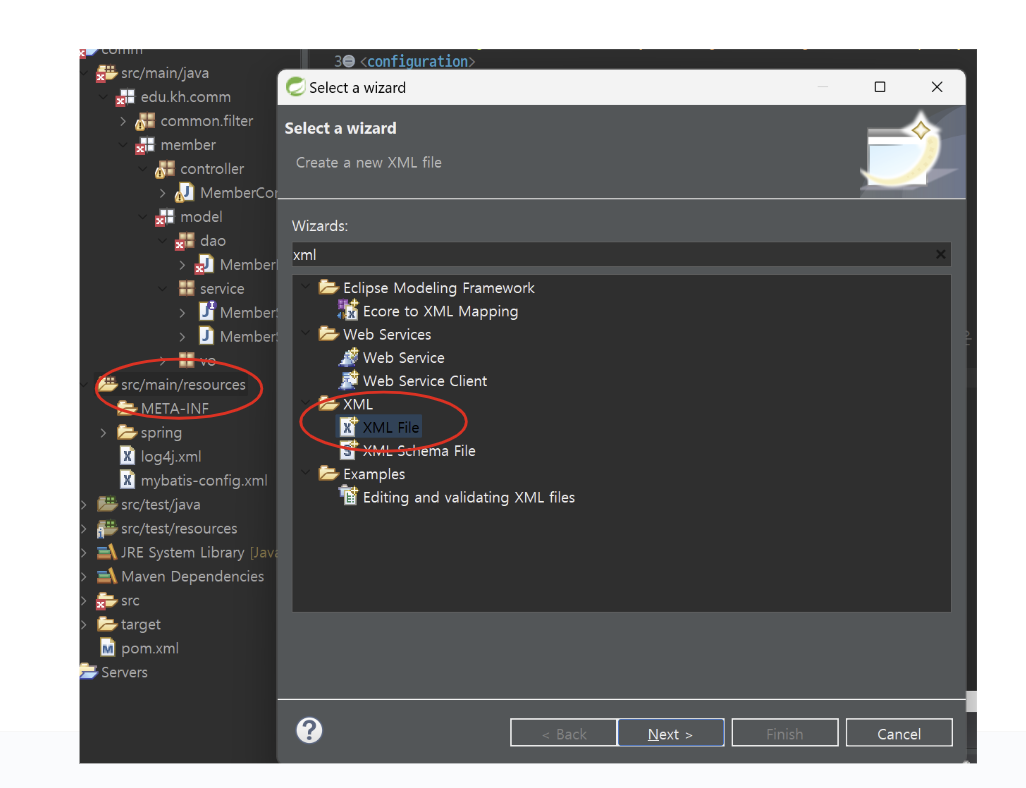 comm
src/main/java
edu.kh.comm
common.filter
member
controller
MemberCon
model
dao
Member
service
Member
Member
vo
src/main/resources
META-INF
spring
log4j.xml
mybatis-config.xml
src/test/java
src/test/resources
JRE System Library [Java
Maven Dependencies
src
target
pom.xml
Servers
3 <configuration>
Select a wizard
Select a wizard
Create a new XML file
Wizards:
xml
Eclipse Modeling Framework
Ecore to XML Mapping
Web Services
Web Service
Web Service Client
XML
XML File
XML Schema File
Examples
Editing and validating XML files
< Back
Next >
Finish
Cancel